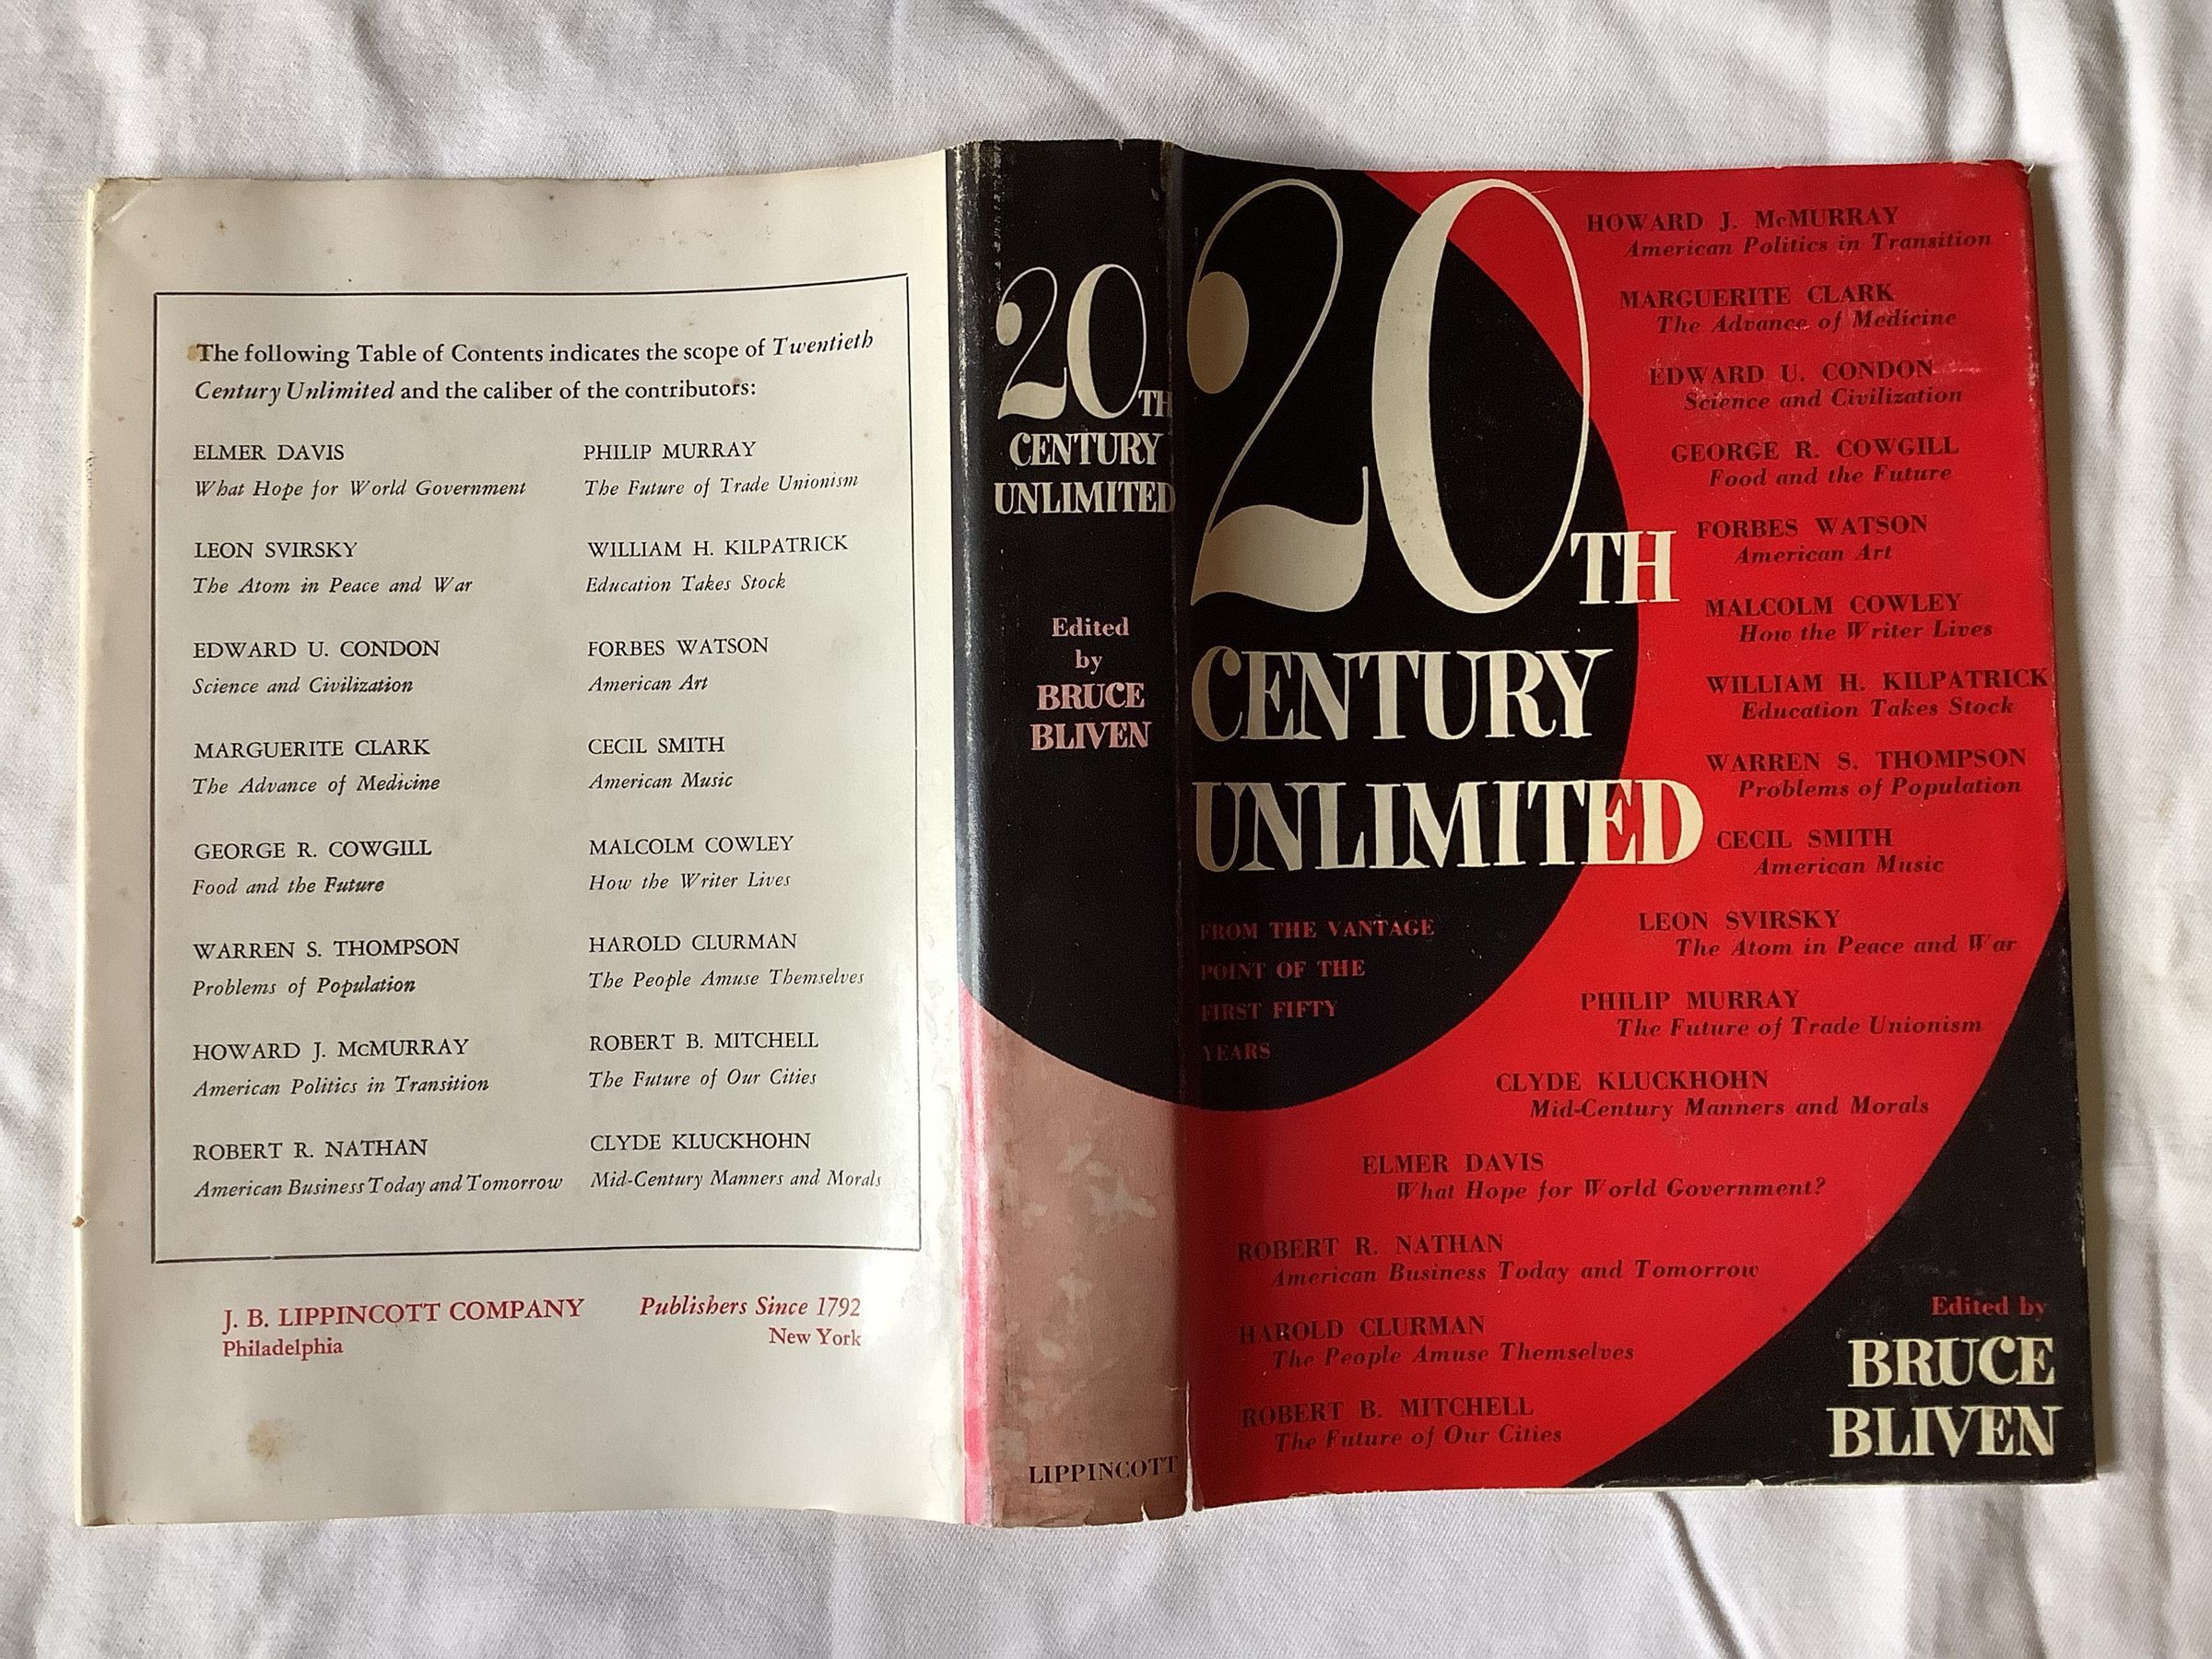 The following Table of Contents indicates the scope of Twentieth
Century Unlimited and the caliber of the contributors:
ELMER DAVIS
What Hope for World Government
LEON SVIRSKY
The Atom in Peace and War
EDWARD U. CONDON
Science and Civilization
MARGUERITE CLARK
The Advance of Medicine
GEORGE R. COWGILL
Food and the Future
WARREN S. THOMPSON
Problems of Population
HOWARD J. McMURRAY
American Politics in Transition
ROBERT R. NATHAN
American Business Today and Tomorrow
PHILIP MURRAY
The Future of Trade Unionism
WILLIAM H. KILPATRICK
Education Takes Stock
FORBES WATSON
American Art
CECIL SMITH
American Music
MALCOLM COWLEY
How the Writer Lives
HAROLD CLURMAN
The People Amuse Themselves
ROBERT B. MITCHELL
The Future of Our Cities
CLYDE KLUCKHOHN
Mid-Century Manners and Morals
J. B. LIPPINCOTT COMPANY
Philadelphia
Publishers Since 1792
New York
20TH
CENTURY
UNLIMITED
Edited
by
BRUCE
BLIVEN
LIPPINCOTT
20TH
CENTURY
UNLIMITED
FROM THE VANTAGE
POINT OF THE
FIRST FIFTY
YEARS
HOWARD J. McMURRAY
American Politics in Transition
MARGUERITE CLARK
The Advance of Medicine
EDWARD U. CONDON
Science and Civilization
GEORGE R. COWGILL
Food and the Future
FORBES WATSON
American Art
MALCOLM COWLEY
How the Writer Lives
WILLIAM H. KILPATRICK
Education Takes Stock
WARREN S. THOMPSON
Problems of Population
CECIL SMITH
American Music
LEON SVIRSKY
The Atom in Peace and War
PHILIP MURRAY
The Future of Trade Unionism
CLYDE KLUCKHOHN
Mid-Century Manners and Morals
ELMER DAVIS
What Hope for World Government?
ROBERT R. NATHAN
American Business Today and Tomorrow
HAROLD CLURMAN
The People Amuse Themselves
ROBERT B. MITCHELL
The Future of Our Cities
Edited by
BRUCE
BLIVEN